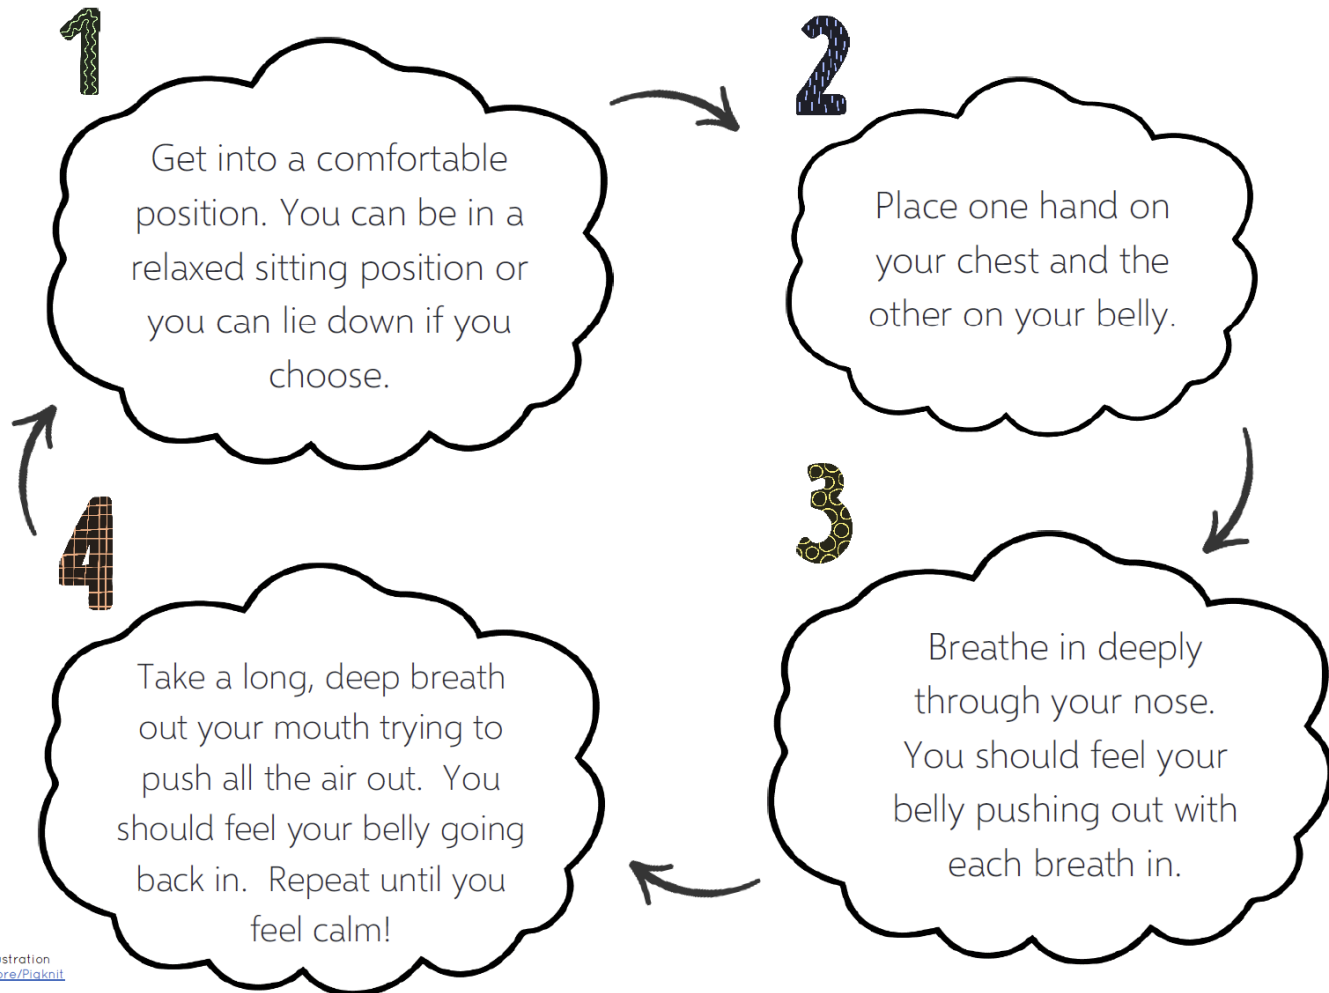 1
Get into a comfortable
position. You can be in a
relaxed sitting position or
you can lie down if you
choose.
2
Place one hand on
your chest and the
other on your belly.
3
Breathe in deeply
through your nose.
You should feel your
belly pushing out with
each breath in.
4
Take a long, deep breath
out your mouth trying to
push all the air out.  You
should feel your belly going
back in.  Repeat until you
feel calm!
ustration
ore/Piqknit